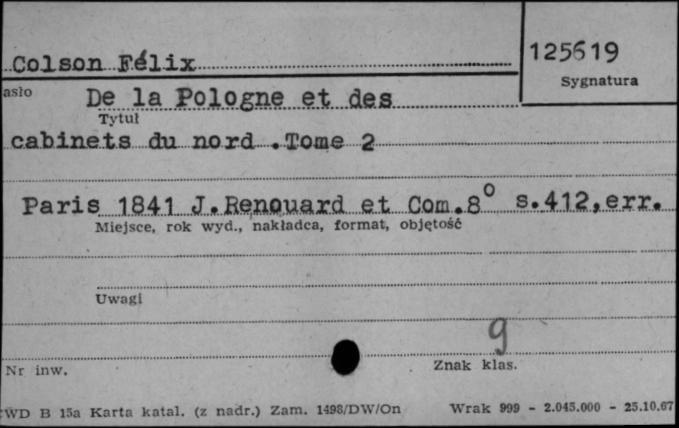 Colson Félix
125619
Sygnatura
asło
De la Pologne et des
Tytuł
cabinets du nord .Tome 2
Paris 1841 J.Renouard et Com.8° s.412,err.
Miejsce, rok wyd., nakładca, format, objętość
Uwagi
9
Nr inw.
Znak klas.
WD B 15a Karta katal. (z nadr.) Zam. 1498/DW/On Wrak 999 - 2.045.000 - 25.10.67